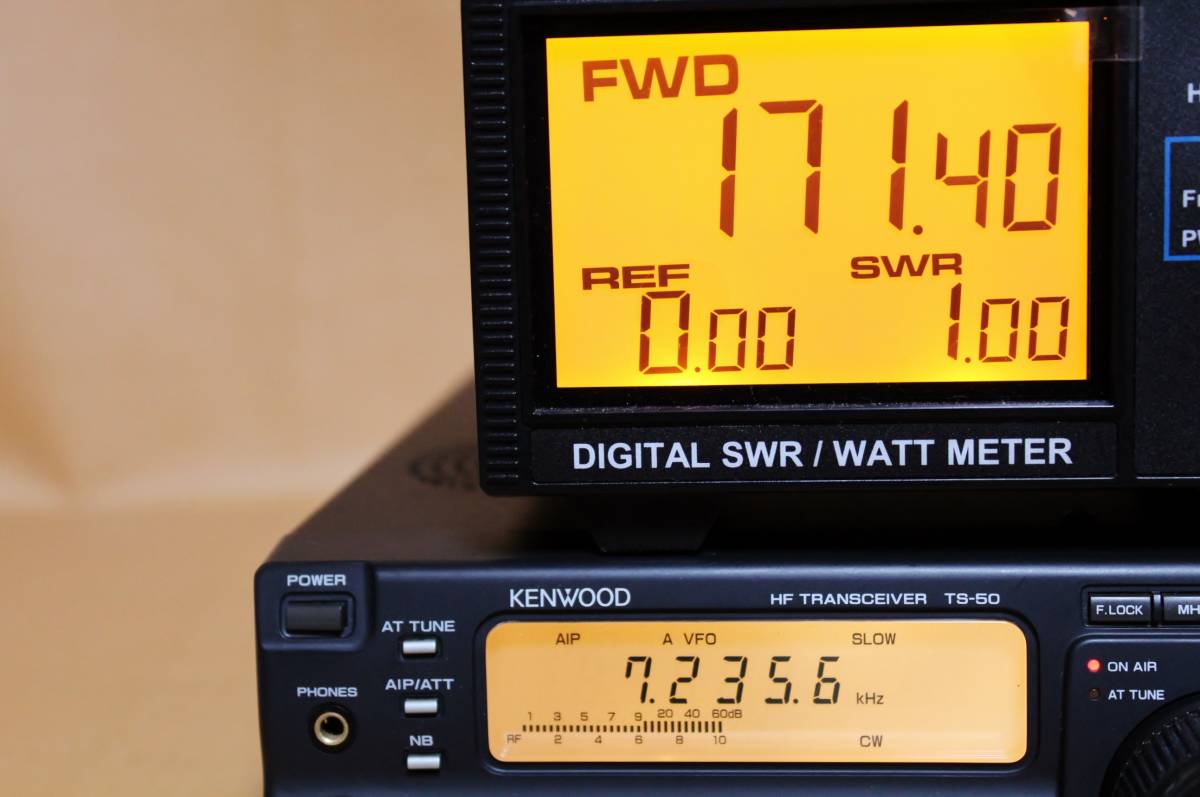 FWD
171.40
REF
SWR
0.00
1.00
DIGITAL SWR / WATT METER
POWER
KENWOOD
HF TRANSCEIVER TS-50
F.LOCK
AT TUNE
AIP
A VFO
SLOW
7.235.6 kHz
ON AIR
AT TUNE
PHONES
AIP/ATT
1 3 5 7 9 20 40 60dB
RF 2 4 6 8 10
CW
NB